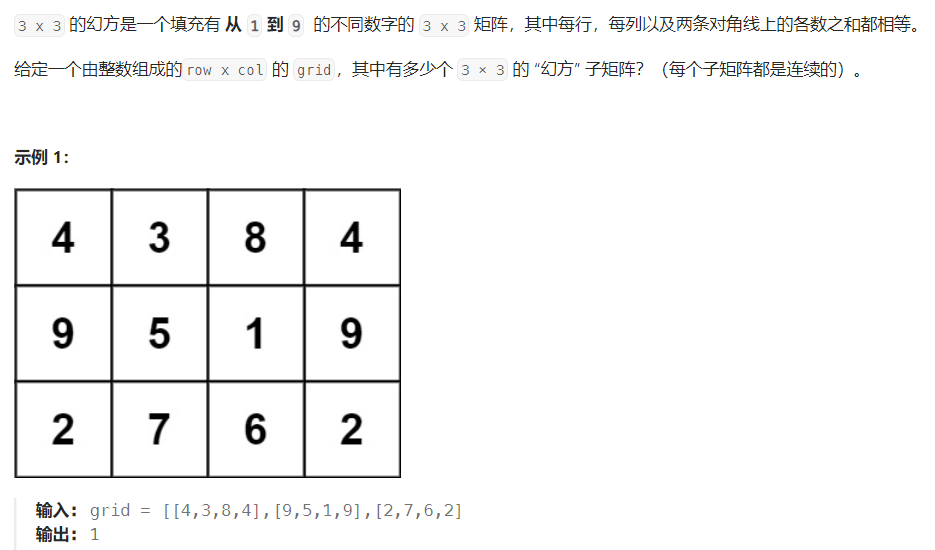 3 x 3 的幻方是一个填充有 从 1 到 9 的不同数字的 3 x 3 矩阵，其中每行，每列以及两条对角线上的各数之和都相等。
给定一个由整数组成的row x col 的 grid，其中有多少个 3 × 3 的 “幻方” 子矩阵？（每个子矩阵都是连续的）。
示例 1：
4 3 8 4
9 5 1 9
2 7 6 2
输入: grid = [[4,3,8,4],[9,5,1,9],[2,7,6,2]
输出: 1